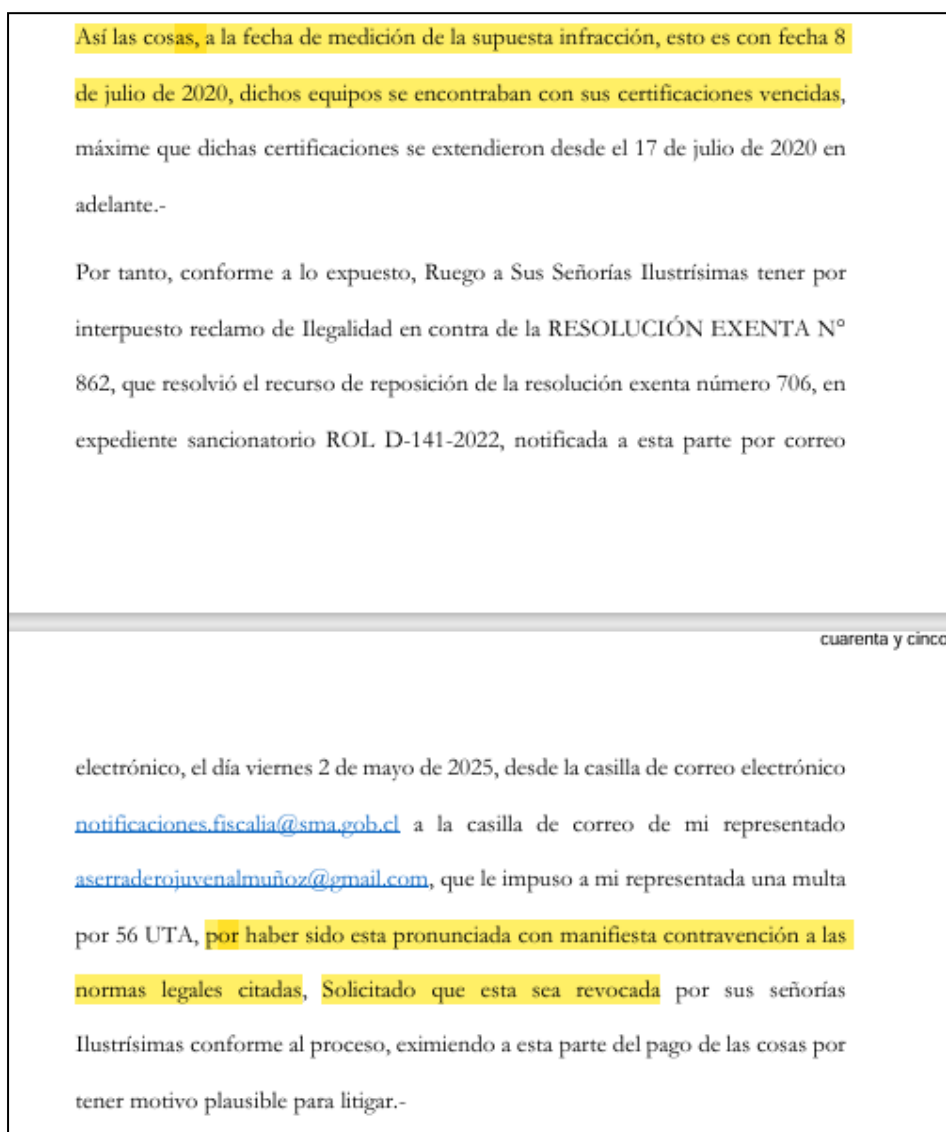 Así las cosas, a la fecha de medición de la supuesta infracción, esto es con fecha 8
de julio de 2020, dichos equipos se encontraban con sus certificaciones vencidas,
máxime que dichas certificaciones se extendieron desde el 17 de julio de 2020 en
adelante.-
Por tanto, conforme a lo expuesto, Ruego a Sus Señorías Ilustrísimas tener por
interpuesto reclamo de Ilegalidad en contra de la RESOLUCIÓN EXENTA N°
862, que resolvió el recurso de reposición de la resolución exenta número 706, en
expediente sancionatorio ROL D-141-2022, notificada a esta parte por correo
cuarenta y cinco
electrónico, el día viernes 2 de mayo de 2025, desde la casilla de correo electrónico
notificaciones.fiscalia@sma.gob.cl a la casilla de correo de mi representado
aserraderojuvenalmuñoz@gmail.com, que le impuso a mi representada una multa
por 56 UTA, por haber sido esta pronunciada con manifiesta contravención a las
normas legales citadas, Solicitado que esta sea revocada por sus señorías
Ilustrísimas conforme al proceso, eximiendo a esta parte del pago de las cosas por
tener motivo plausible para litigar.-